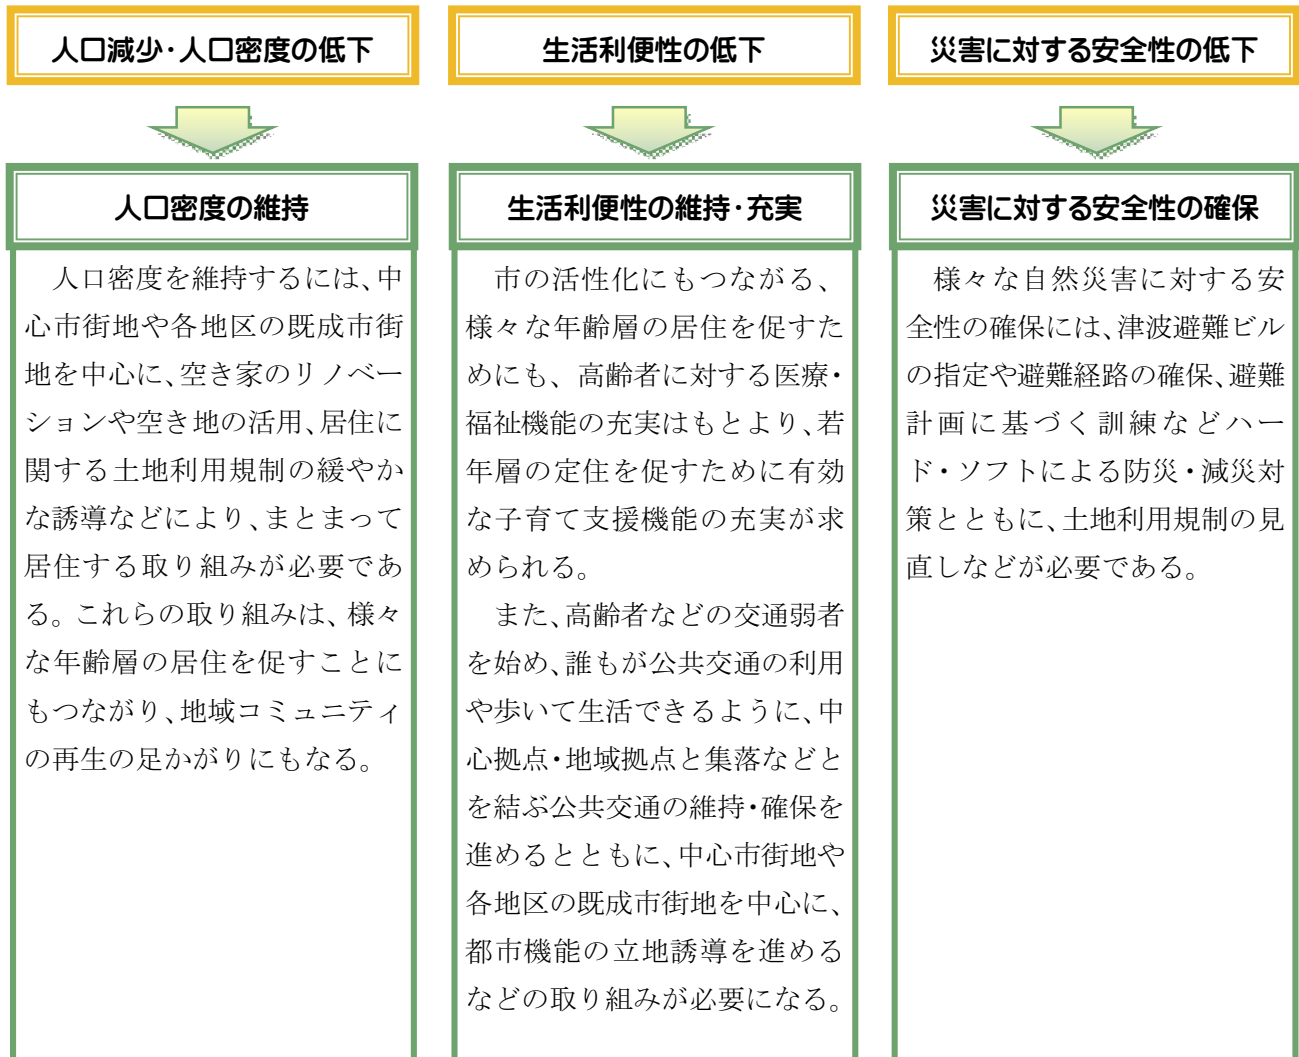 人口減少・人口密度の低下
人口密度の維持
人口密度を維持するには、中
心市街地や各地区の既成市街
地を中心に、空き家のリノベー
ションや空き地の活用、居住に
関する土地利用規制の緩やか
な誘導などにより、まとまって
居住する取り組みが必要であ
る。これらの取り組みは、様々
な年齢層の居住を促すことに
もつながり、地域コミュニティ
の再生の足がかりにもなる。
生活利便性の低下
生活利便性の維持・充実
市の活性化にもつながる、
様々な年齢層の居住を促すた
めにも、高齢者に対する医療・
福祉機能の充実はもとより、若
年層の定住を促すために有効
な子育て支援機能の充実が求
められる。
また、高齢者などの交通弱者
を始め、誰もが公共交通の利用
や歩いて生活できるように、中
心拠点・地域拠点と集落などと
を結ぶ公共交通の維持・確保を
進めるとともに、中心市街地や
各地区の既成市街地を中心に、
都市機能の立地誘導を進める
などの取り組みが必要になる。
災害に対する安全性の低下
災害に対する安全性の確保
様々な自然災害に対する安
全性の確保には、津波避難ビル
の指定や避難経路の確保、避難
計画に基づく訓練などハー
ド・ソフトによる防災・減災対
策とともに、土地利用規制の見
直しなどが必要である。